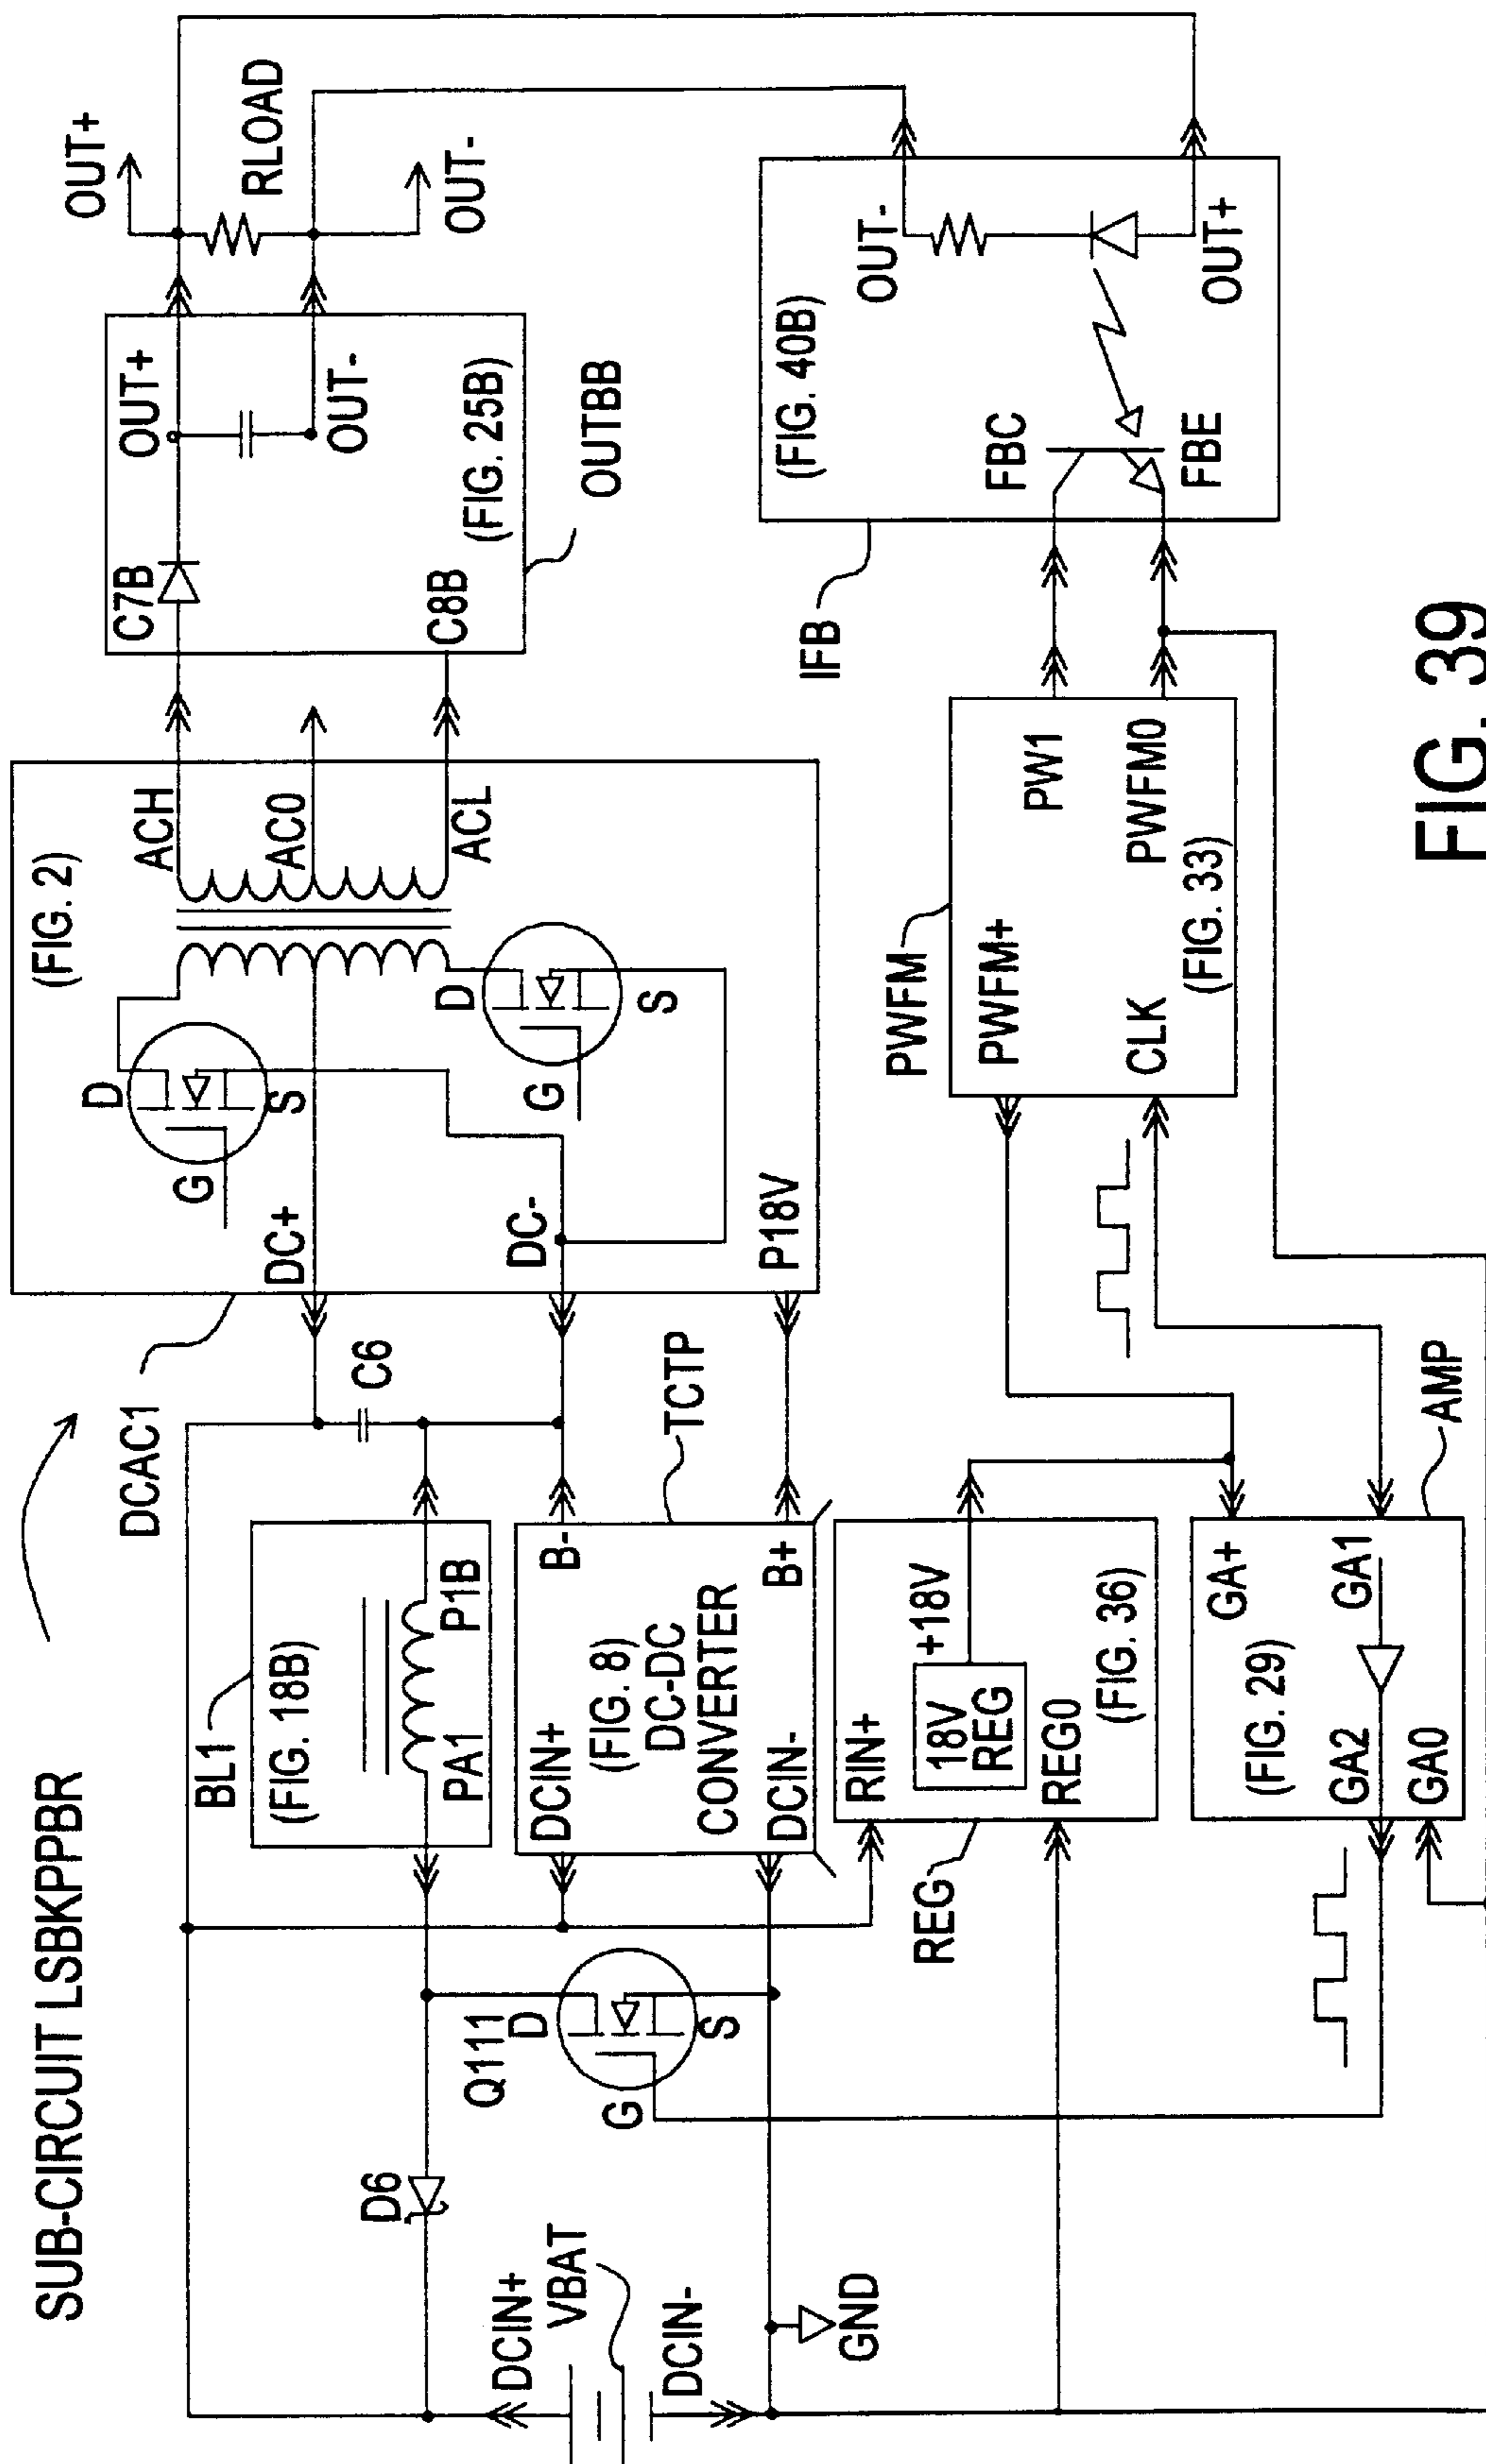 SUB-CIRCUIT LSBKPPBR
BL1
(FIG. 18B)
PA1
P1B
DCAC1
C6
(FIG. 2)
D
G
S
DC+
DC-
P18V
D
G
S
ACH
AC0
ACL
C7B
C8B
OUT+
OUT-
(FIG. 25B)
OUTBB
OUT+
RLOAD
OUT-
D6
Q111
D
G
S
DCIN+
VBAT
DCIN-
GND
DCIN+
(FIG. 8)
DC-DC
CONVERTER
DCIN-
B-
B+
TCTP
RIN+
18V
REG
+18V
REG0
(FIG. 36)
REG
GA+
(FIG. 29)
GA1
GA2
GA0
AMP
PWFM
PWFM+
PW1
CLK
PWFM0
(FIG. 33)
IFB
(FIG. 40B)
FBC
FBE
OUT-
OUT+
FIG. 39